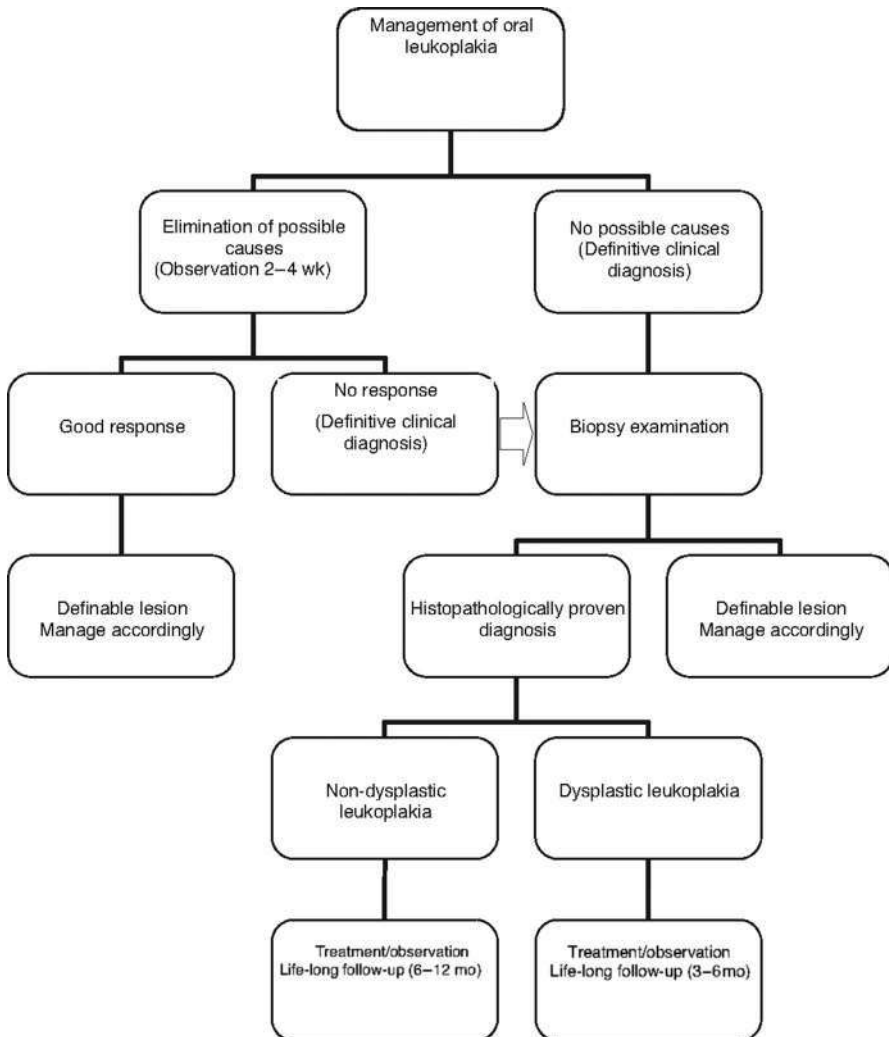 Management of oral
leukoplakia
Elimination of possible
causes
(Observation 2–4 wk)
No possible causes
(Definitive clinical
diagnosis)
Good response
No response
(Definitive clinical
diagnosis)
Biopsy examination
Definable lesion
Manage accordingly
Histopathologically proven
diagnosis
Definable lesion
Manage accordingly
Non-dysplastic
leukoplakia
Dysplastic leukoplakia
Treatment/observation
Life-long follow-up (6–12 mo)
Treatment/observation
Life-long follow-up (3–6mo)